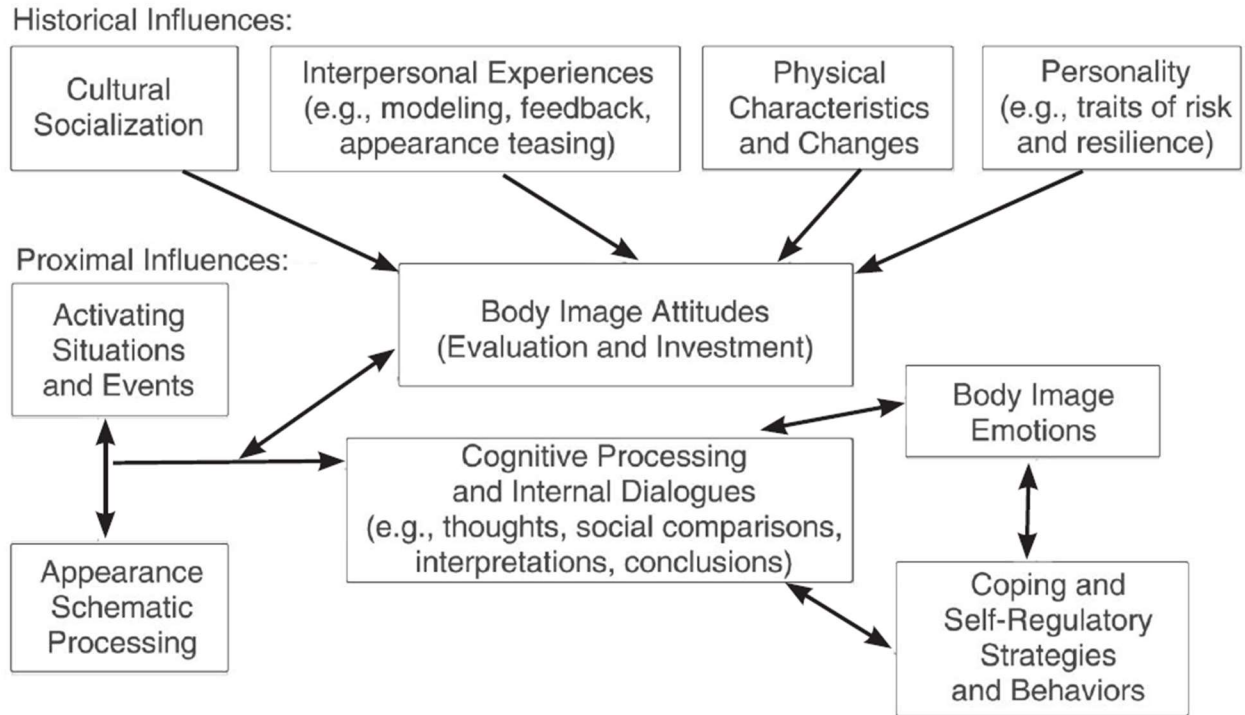 Historical Influences:
Cultural
Socialization
Interpersonal Experiences
(e.g., modeling, feedback,
appearance teasing)
Physical
Characteristics
and Changes
Personality
(e.g., traits of risk
and resilience)
Proximal Influences:
Activating
Situations
and Events
Body Image Attitudes
(Evaluation and Investment)
Body Image
Emotions
Cognitive Processing
and Internal Dialogues
(e.g., thoughts, social comparisons,
interpretations, conclusions)
Appearance
Schematic
Processing
Coping and
Self-Regulatory
Strategies
and Behaviors